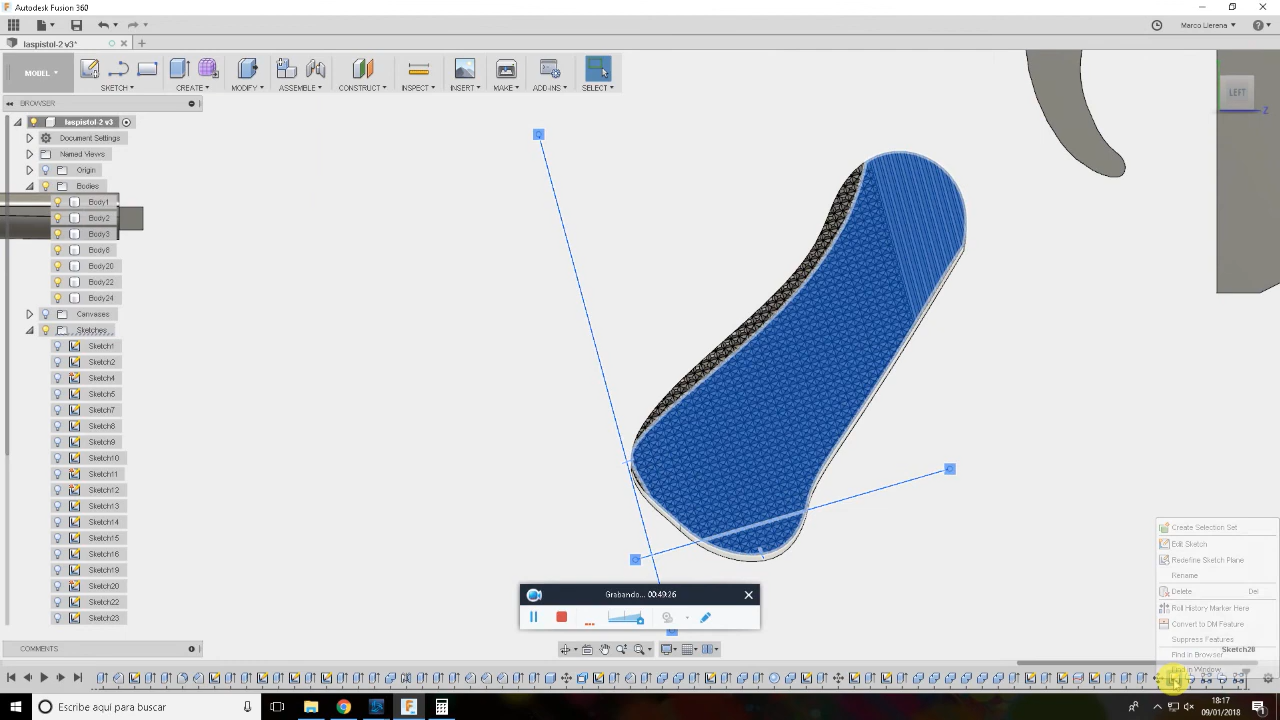 Autodesk Fusion 360
Marco Llerena
laspistol-2 v3*
MODEL
SKETCH
CREATE
MODIFY
ASSEMBLE
CONSTRUCT
INSPECT
INSERT
MAKE
ADD-INS
SELECT
LEFT
Z
BROWSER
laspistol-2 v3
Document Settings
Named Views
Origin
Bodies
Body1
Body2
Body3
Body8
Body20
Body22
Body24
Canvases
Sketches
Sketch1
Sketch2
Sketch4
Sketch5
Sketch7
Sketch8
Sketch9
Sketch10
Sketch11
Sketch12
Sketch13
Sketch14
Sketch15
Sketch16
Sketch19
Sketch20
Sketch22
Sketch23
Create Selection Set
Edit Sketch
Redefine Sketch Plane
Rename
Delete Del
Roll History Marker Here
Convert to DM Feature
Suppress Features
Find in Browser
Find in Window
Grabando... 00:49:26
COMMENTS
Escribe aquí para buscar
18:17
09/01/2018